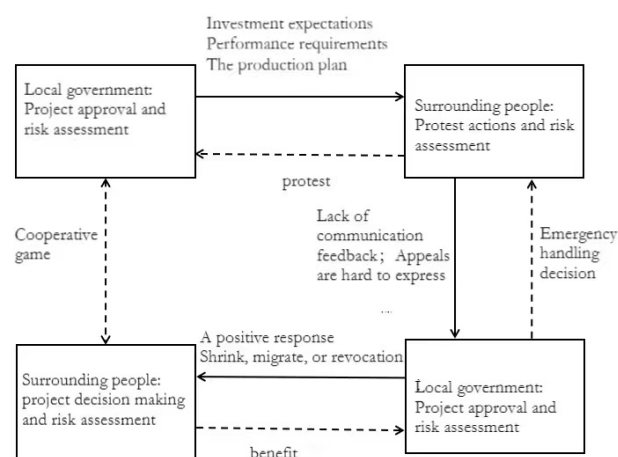 Investment expectations
Performance requirements
The production plan
Local government:
Project approval and
risk assessment
Surrounding people:
Protest actions and risk
assessment
protest
Cooperative
game
Lack of
communication
feedback; Appeals
are hard to express
...
Emergency
handling
decision
A positive response
Shrink, migrate, or revocation
Surrounding people:
project decision making
and risk assessment
Local government:
Project approval and
risk assessment
benefit